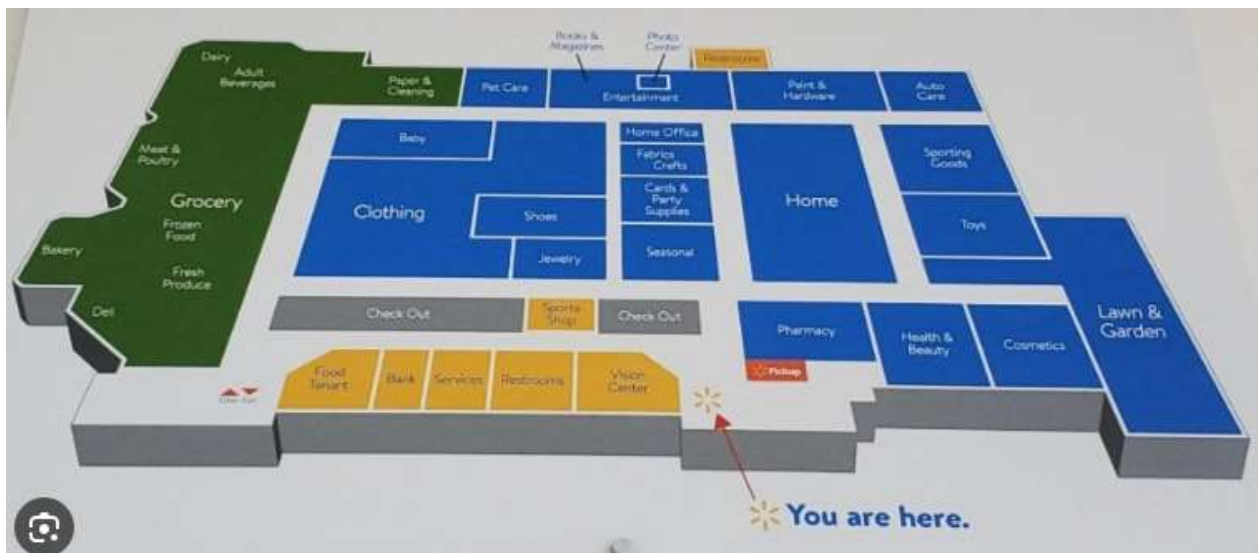 Books &
Magazines
Photo
Center
Restrooms
Dairy
Adult
Beverages
Paper &
Cleaning
Pet Care
Entertainment
Paint &
Hardware
Auto
Care
Baby
Home Office
Fabrics
Crafts
Sporting
Goods
Meat &
Poultry
Grocery
Clothing
Cards &
Party
Supplies
Home
Shoes
Toys
Frozen
Food
Bakery
Jewelry
Seasonal
Fresh
Produce
Deli
Check Out
Sports
Shop
Check Out
Pharmacy
Health &
Beauty
Cosmetics
Lawn &
Garden
Pickup
Food
Tenant
Bank
Services
Restrooms
Vision
Center
You are here.